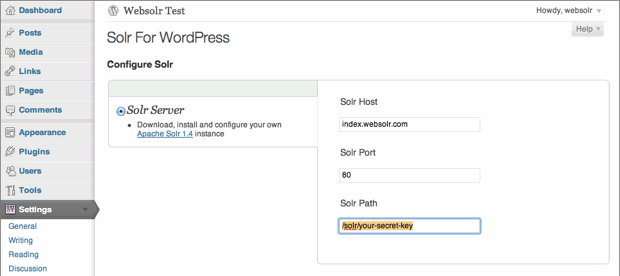 Dashboard
Websolr Test
Howdy, websolr
Help
Posts
Media
Links
Pages
Comments
Appearance
Plugins
Users
Tools
Settings
General
Writing
Reading
Discussion
Solr For WordPress
Configure Solr
Solr Server
Download, install and configure your own
Apache Solr 1.4 instance
Solr Host
index.websolr.com
Solr Port
80
Solr Path
/solr/your-secret-key